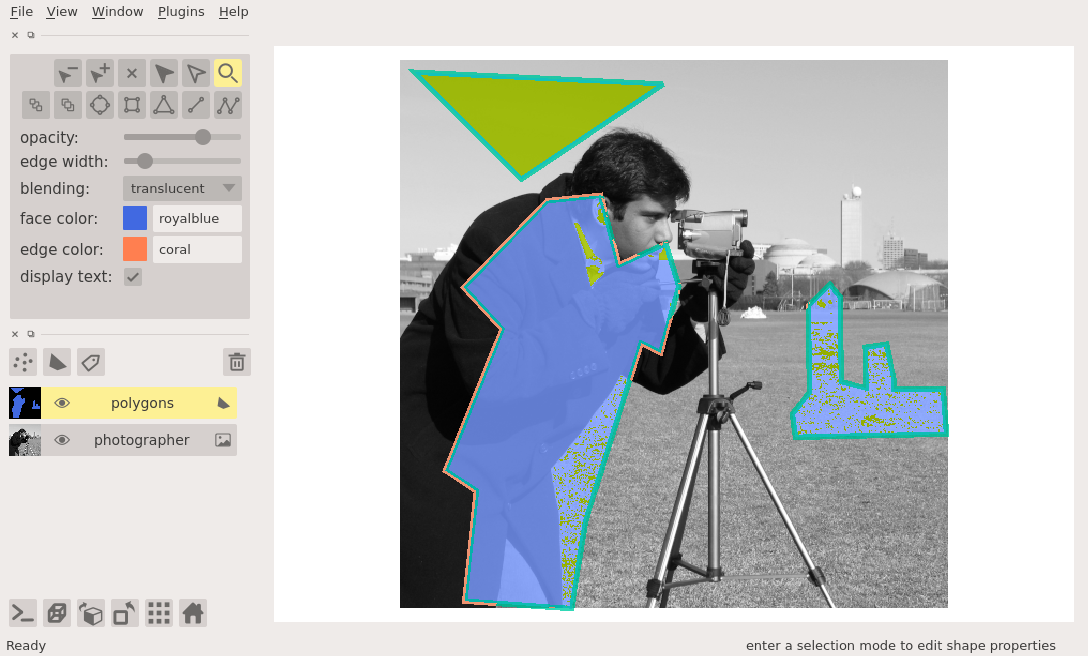 File View Window Plugins Help
opacity:
edge width:
blending: translucent
face color: royalblue
edge color: coral
display text:
polygons
photographer
Ready enter a selection mode to edit shape properties